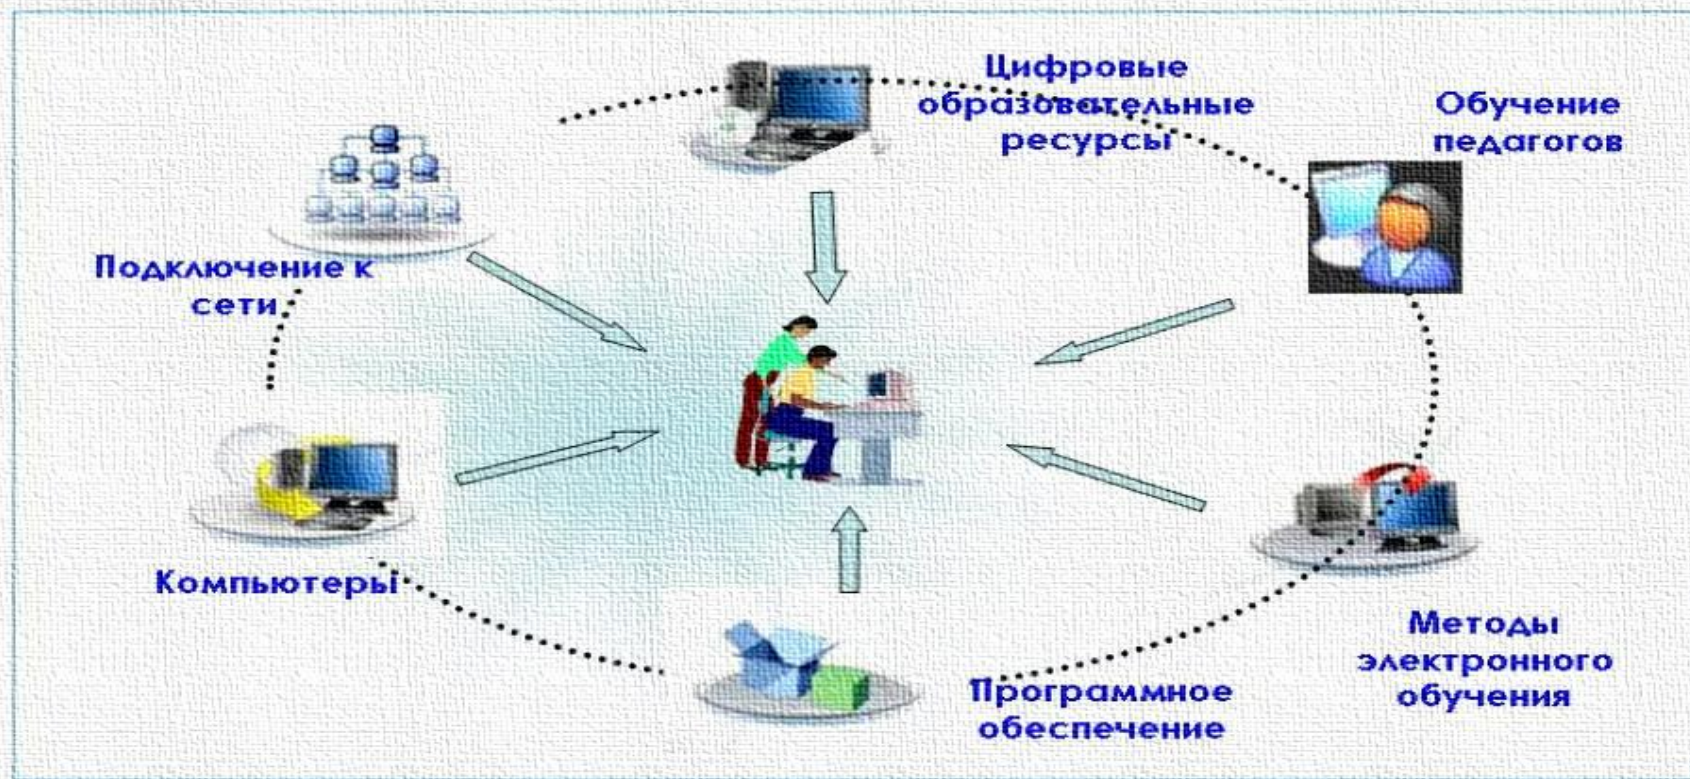 Цифровые
образовательные
ресурсы
Обучение
педагогов
Подключение к
сети
Компьютеры
Программное
обеспечение
Методы
электронного
обучения